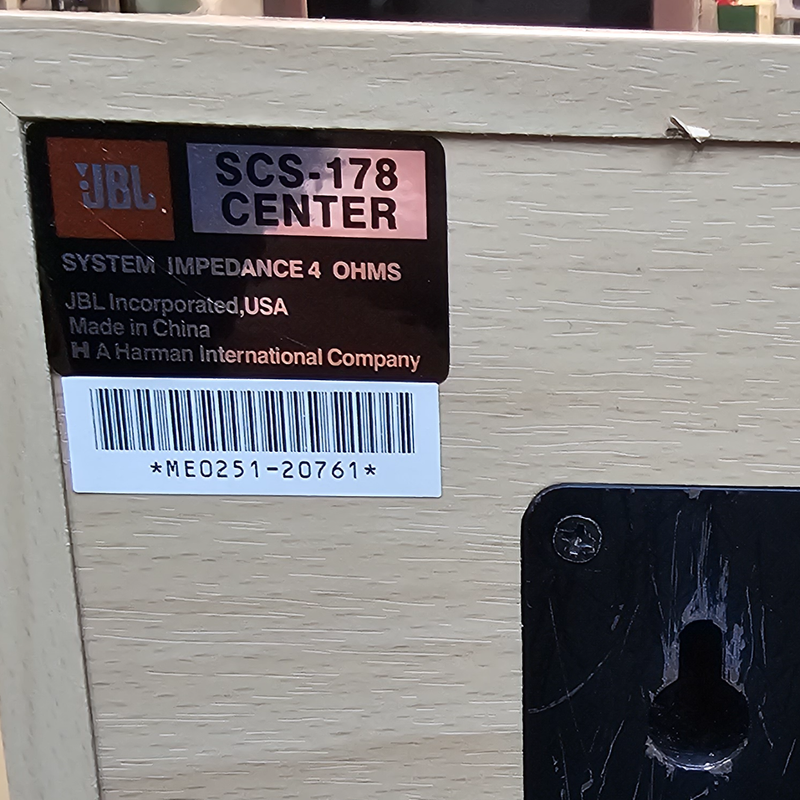 JBL
SCS-178
CENTER
SYSTEM IMPEDANCE 4 OHMS
JBL Incorporated,USA
Made in China
H A Harman International Company
*ME0251-20761*